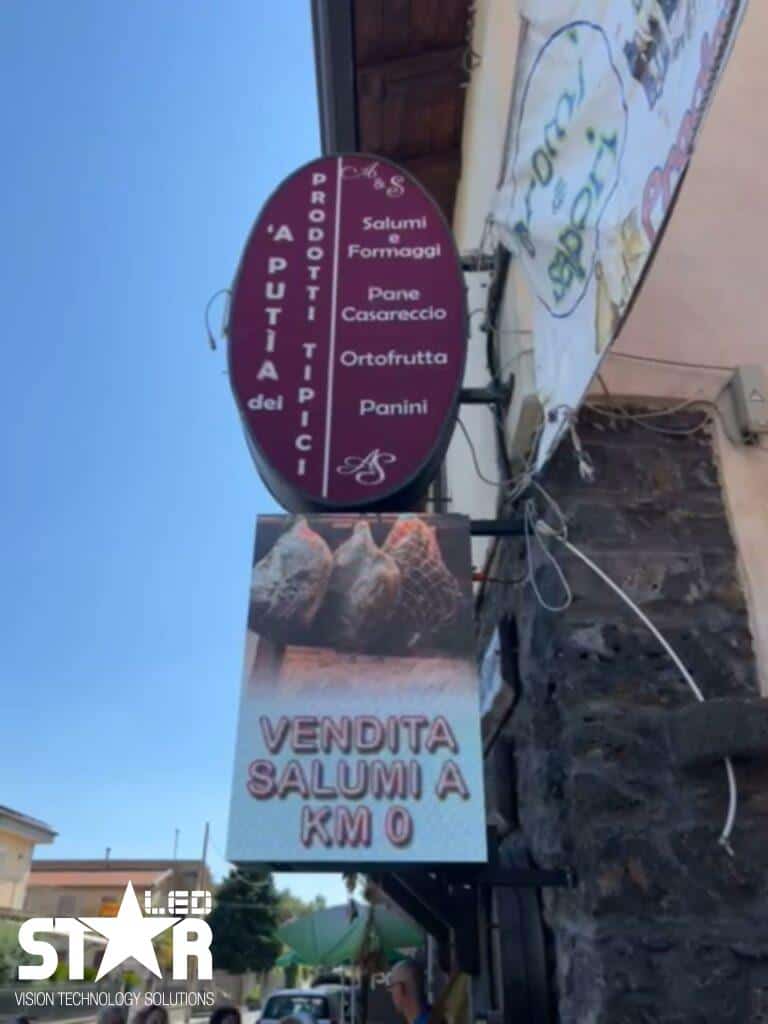 A&S
'A PUTÌA
dei
PRODOTTI TIPICI
Salumi
e
Formaggi
Pane
Casareccio
Ortofrutta
Panini
AS
VENDITA
SALUMI A
KM 0
LED
STAR
VISION TECHNOLOGY SOLUTIONS